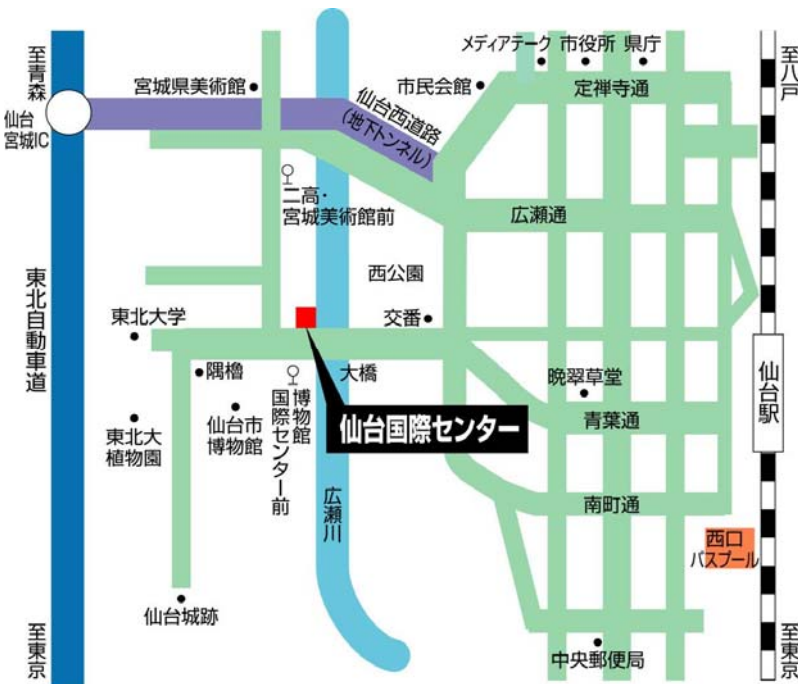 メディアテーク
市役所
県庁
至青森
至八戸
宮城県美術館
市民会館
定禅寺通
仙台
宮城IC
仙台西道路
(地下トンネル)
二高・
宮城美術館前
広瀬通
西公園
東北自動車道
東北大学
交番
隅櫓
大橋
晩翠草堂
仙台駅
仙台国際センター
青葉通
東北大
植物園
仙台市
博物館
博物館
国際センター前
広瀬川
南町通
西口
バスプール
仙台城跡
至東京
中央郵便局
至東京